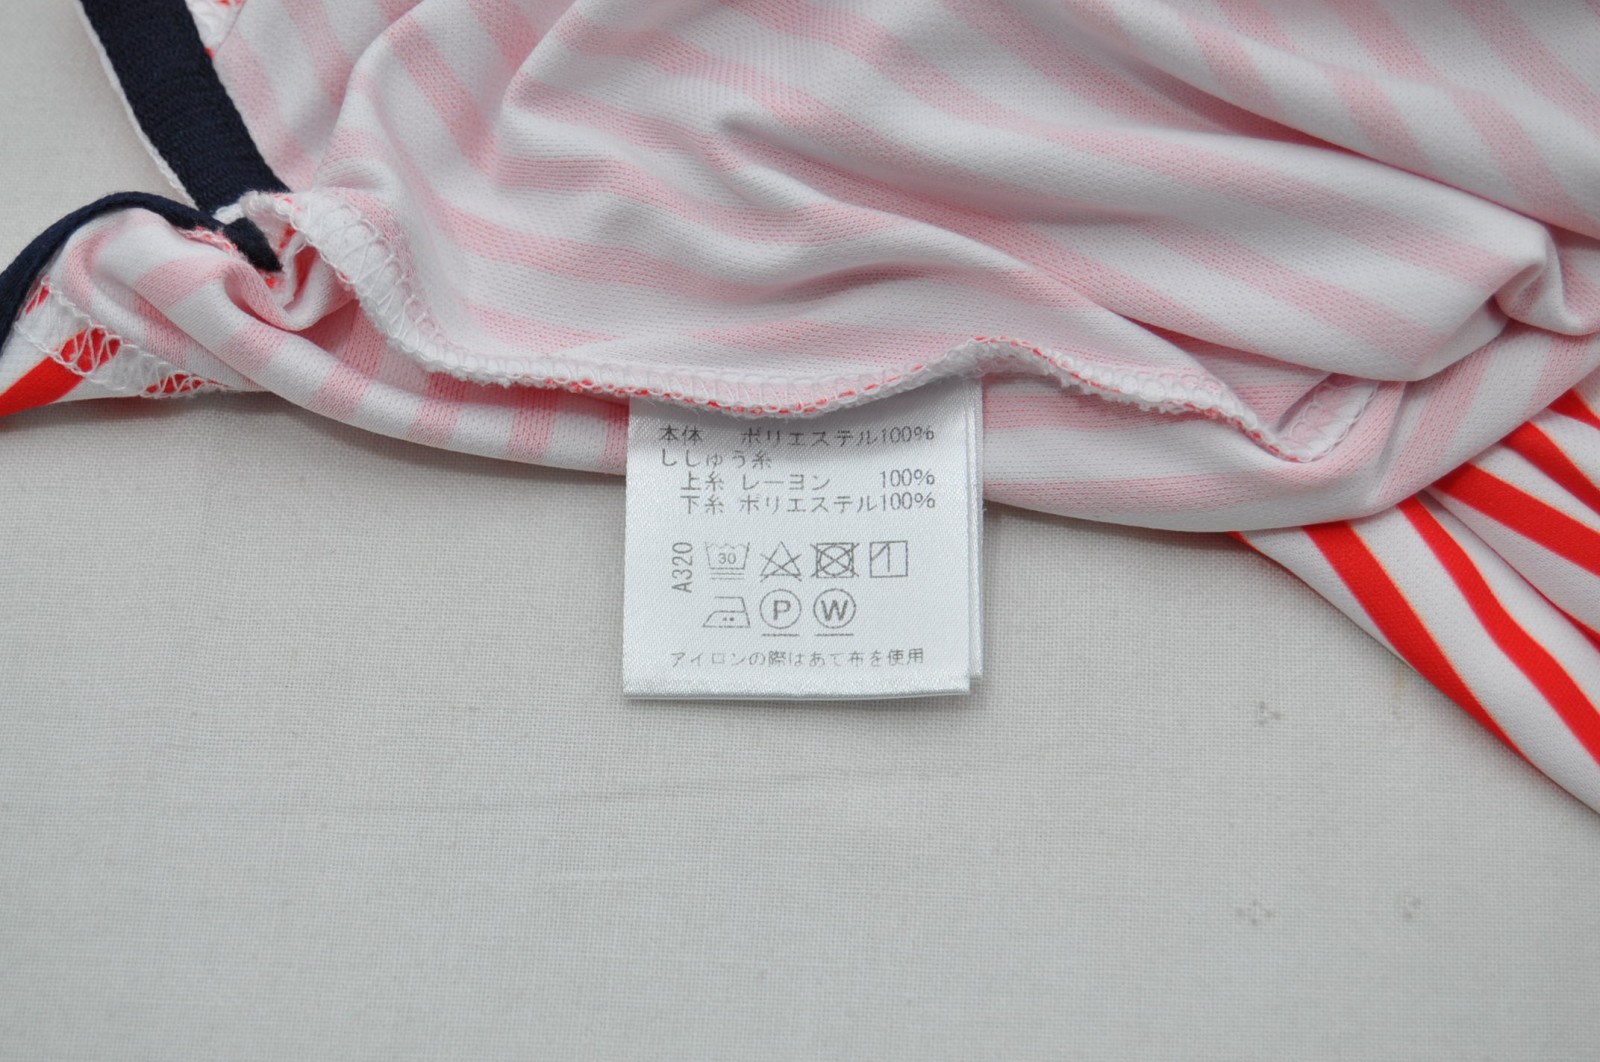 本体 ポリエステル100%
ししゅう糸
上糸 レーヨン 100%
下糸 ポリエステル100%
A320
30
P W
アイロンの際はあて布を使用